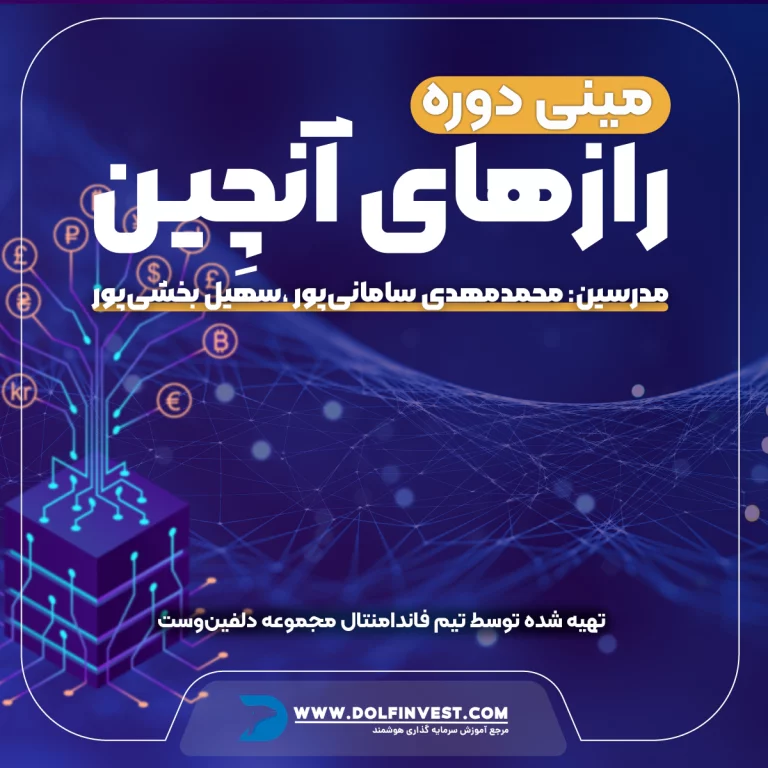 مینی دوره
رازهای آنچِین
مدرسین: محمدمهدی سامانی‌پور ،سهیل بخشی‌پور
₽
£
$
£
₴
B
kr
€
تهیه شده توسط تیم فاندامنتال مجموعه دلفین‌وست
WWW.DOLFINVEST.COM
مرجع آموزش سرمایه گذاری هوشمند